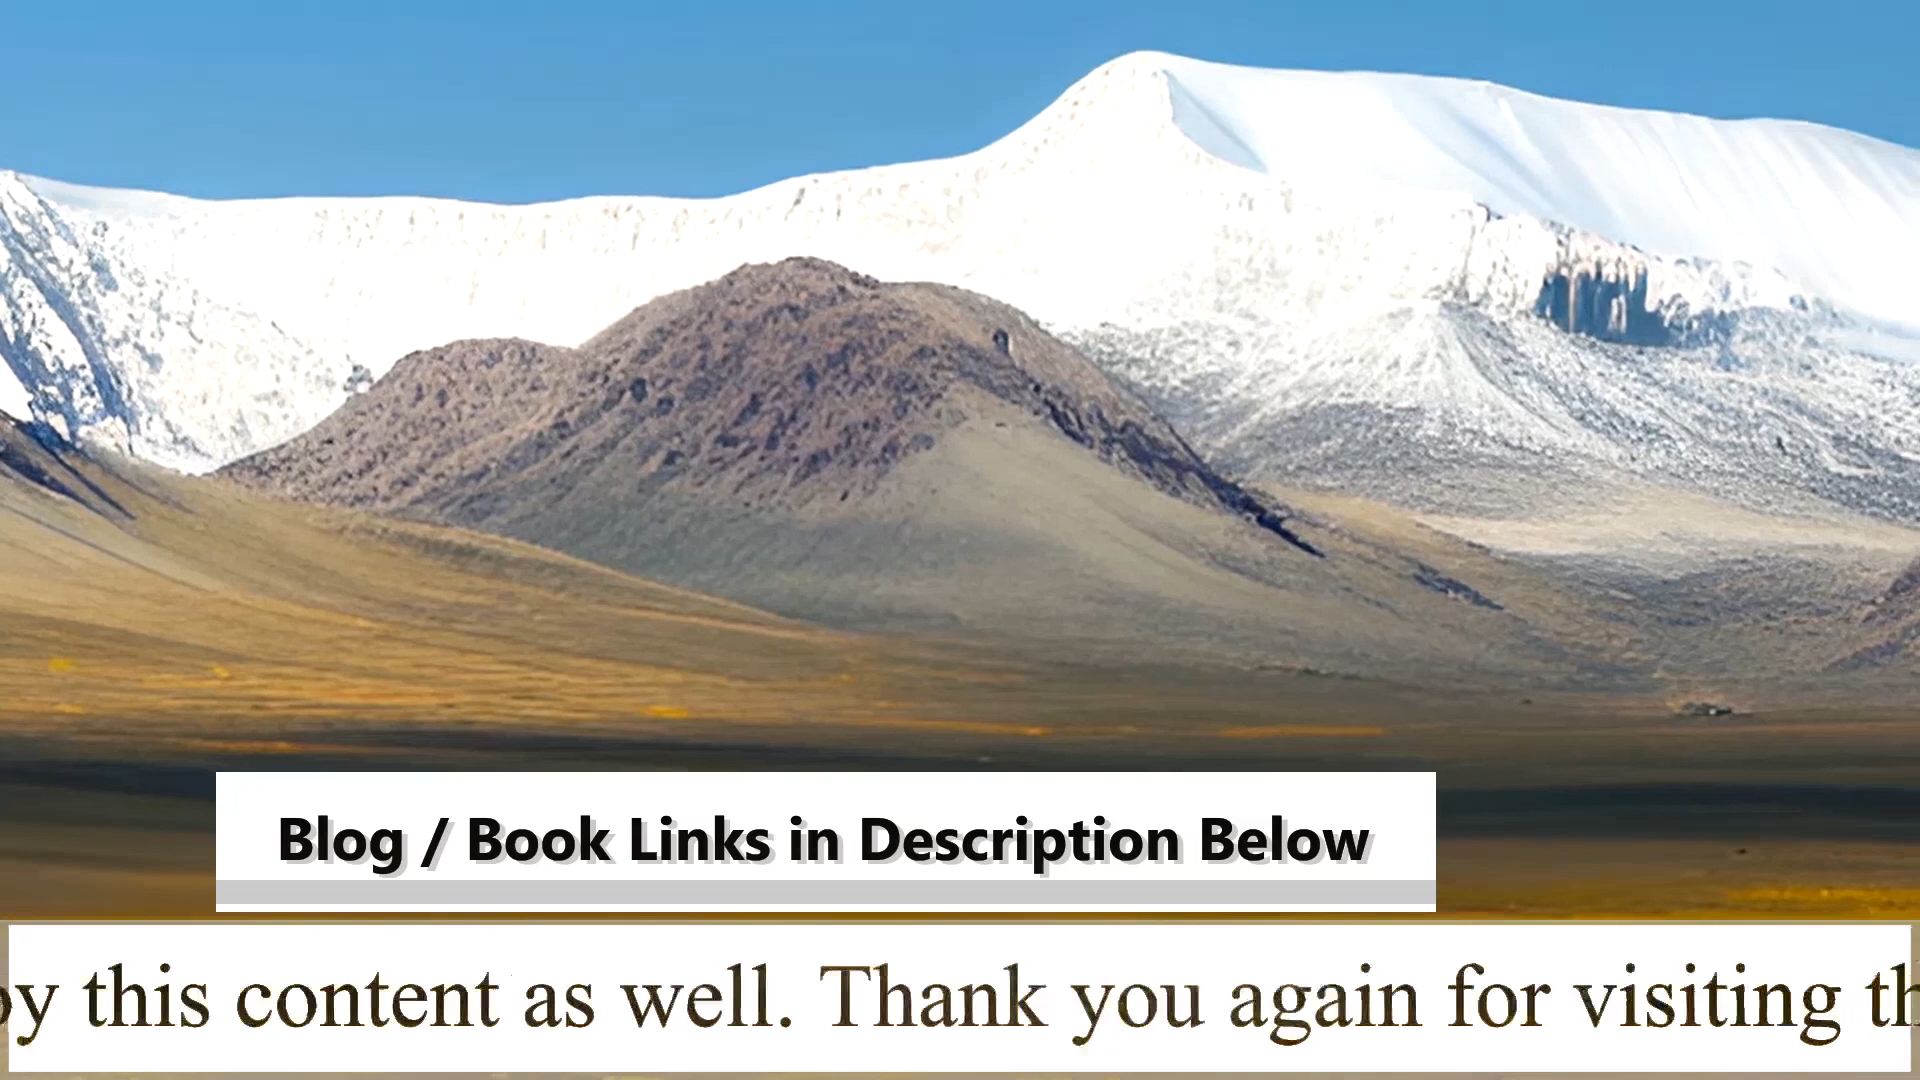 Blog / Book Links in Description Below
this content as well. Thank you again for visiting